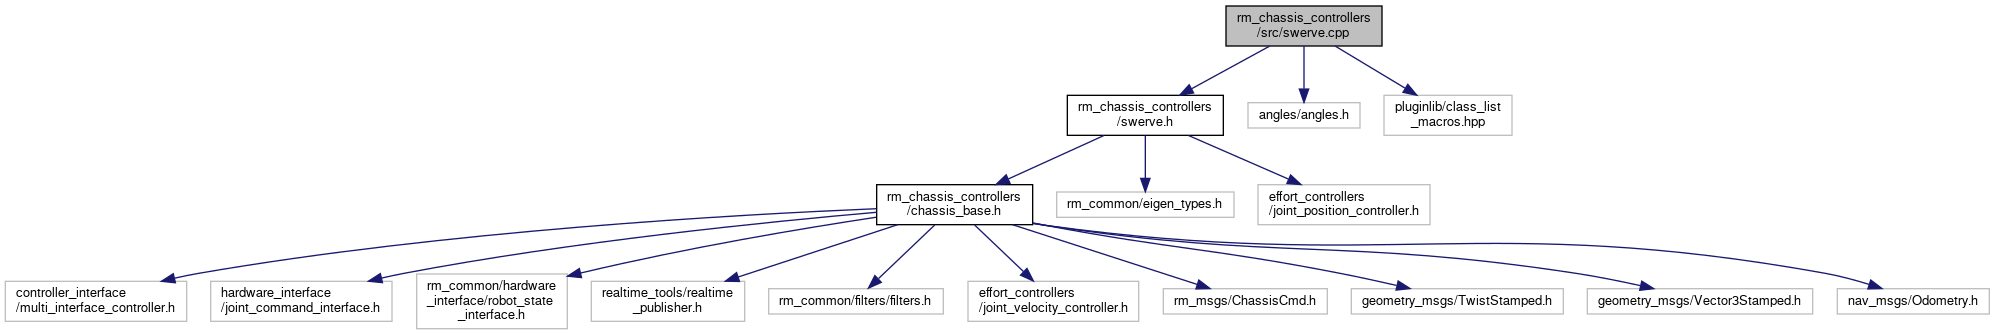 rm_chassis_controllers
/src/swerve.cpp
rm_chassis_controllers
/swerve.h
angles/angles.h
pluginlib/class_list
_macros.hpp
rm_chassis_controllers
/chassis_base.h
rm_common/eigen_types.h
effort_controllers
/joint_position_controller.h
controller_interface
/multi_interface_controller.h
hardware_interface
/joint_command_interface.h
rm_common/hardware
_interface/robot_state
_interface.h
realtime_tools/realtime
_publisher.h
rm_common/filters/filters.h
effort_controllers
/joint_velocity_controller.h
rm_msgs/ChassisCmd.h
geometry_msgs/TwistStamped.h
geometry_msgs/Vector3Stamped.h
nav_msgs/Odometry.h